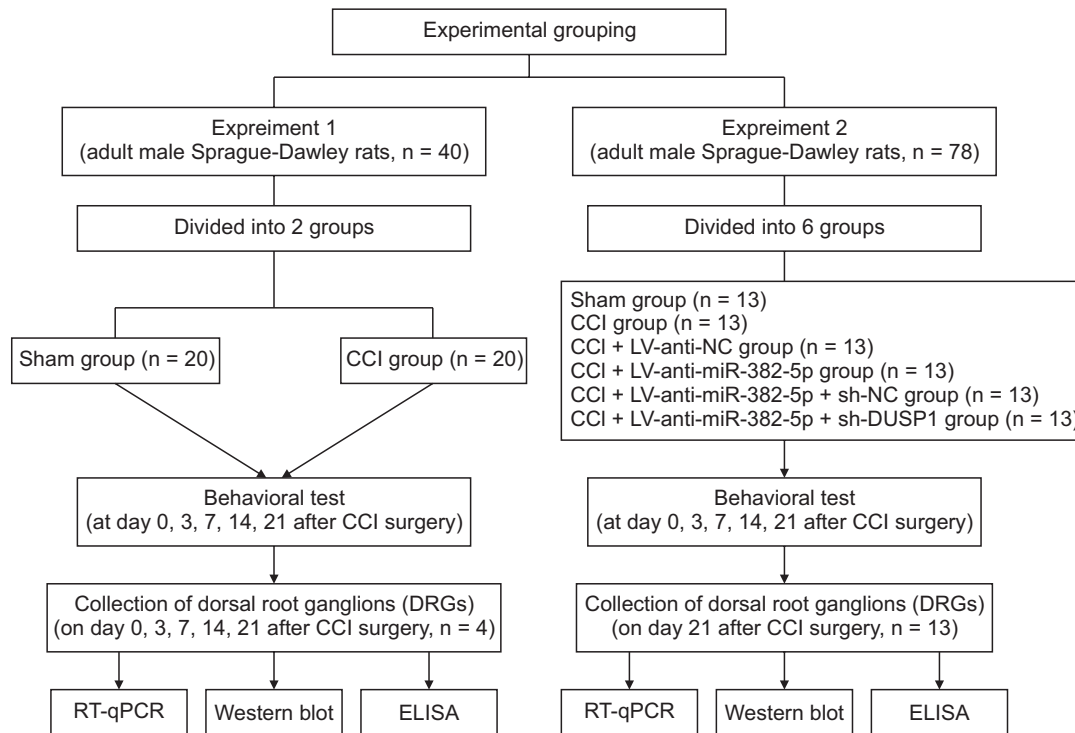 Experimental grouping
Expreiment 1
(adult male Sprague-Dawley rats, n = 40)
Expreiment 2
(adult male Sprague-Dawley rats, n = 78)
Divided into 2 groups
Divided into 6 groups
Sham group (n = 20)
CCI group (n = 20)
Sham group (n = 13)
CCI group (n = 13)
CCI + LV-anti-NC group (n = 13)
CCI + LV-anti-miR-382-5p group (n = 13)
CCI + LV-anti-miR-382-5p + sh-NC group (n = 13)
CCI + LV-anti-miR-382-5p + sh-DUSP1 group (n = 13)
Behavioral test
(at day 0, 3, 7, 14, 21 after CCI surgery)
Behavioral test
(at day 0, 3, 7, 14, 21 after CCI surgery)
Collection of dorsal root ganglions (DRGs)
(on day 0, 3, 7, 14, 21 after CCI surgery, n = 4)
Collection of dorsal root ganglions (DRGs)
(on day 21 after CCI surgery, n = 13)
RT-qPCR
Western blot
ELISA
RT-qPCR
Western blot
ELISA